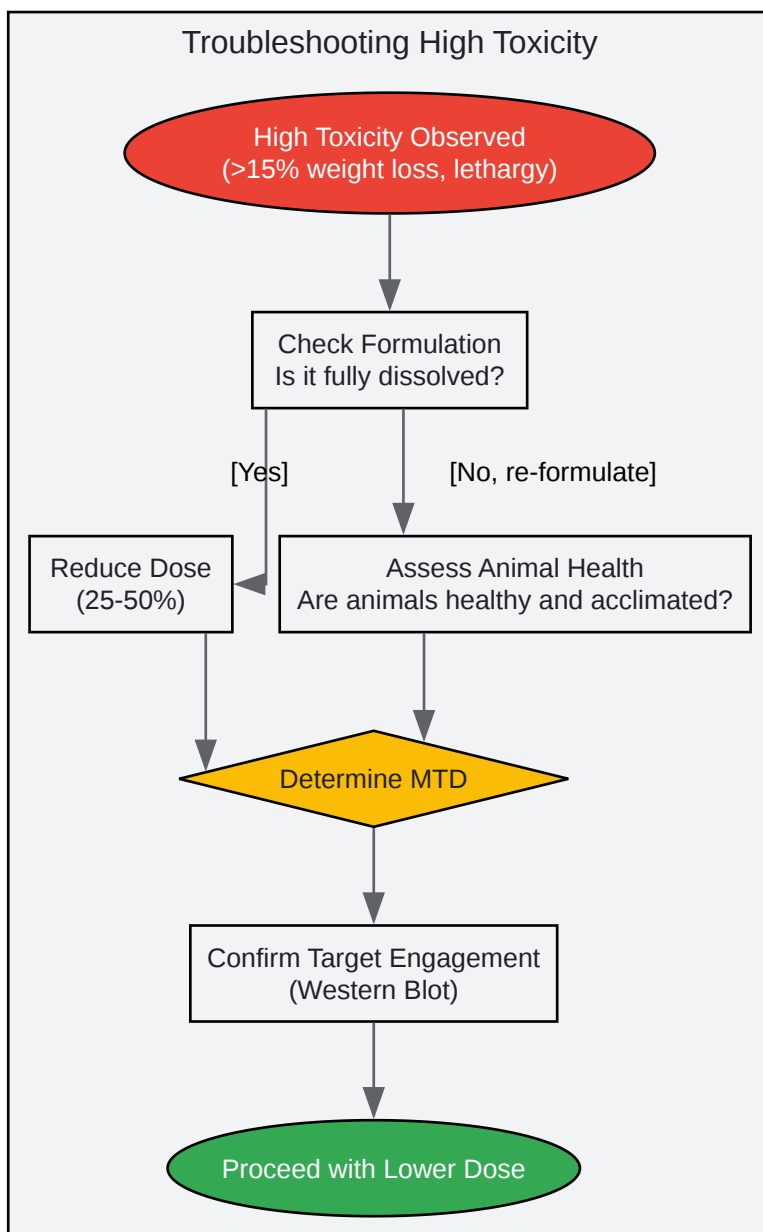 Troubleshooting High Toxicity
High Toxicity Observed
(>15% weight loss, lethargy)
Check Formulation
Is it fully dissolved?
[Yes]
[No, re-formulate]
Reduce Dose
(25-50%)
Assess Animal Health
Are animals healthy and acclimated?
Determine MTD
Confirm Target Engagement
(Western Blot)
Proceed with Lower Dose